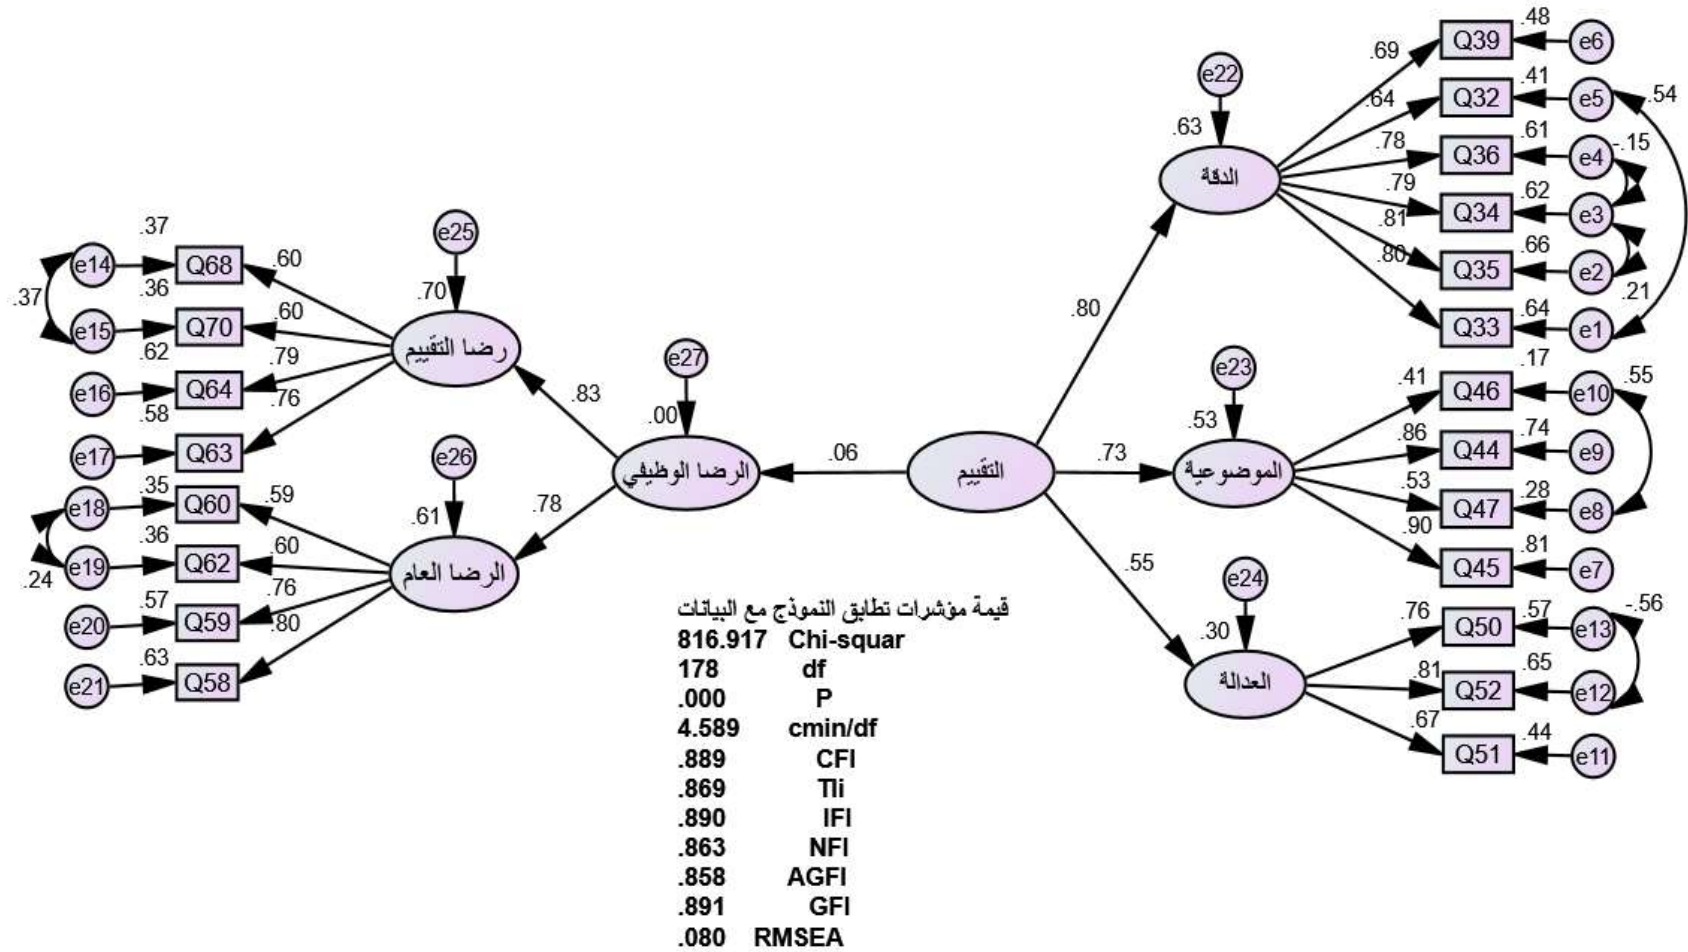 .48
Q39
e6
.69
.41
Q32
e5
.54
.64
e22
.63
.61
Q36
e4
-.15
.78
الدقة
.62
Q34
e3
.79
.81
.66
Q35
e2
.80
.21
.64
Q33
e1
.80
.37
e14
Q68
.60
e25
.70
.37
.36
e15
Q70
.60
رضا التقييم
.62
e16
Q64
.79
.76
.58
e17
Q63
.83
e27
.00
e23
.53
.17
.41
Q46
e10
.55
.86
Q44
.74
e9
.06
الرضا الوظيفي
التقييم
.73
الموضوعية
.53
Q47
.28
e8
.90
.81
Q45
e7
.35
e18
Q60
.59
e26
.61
.78
.36
e19
.24
Q62
.60
الرضا العام
.57
e20
Q59
.76
.80
.63
e21
Q58
.55
e24
.30
.76
Q50
.57
e13
-.56
العدالة
.81
Q52
.65
e12
.67
Q51
.44
e11
قيمة مؤشرات تطابق النموذج مع البيانات
816.917 Chi-squar
178 df
.000 P
4.589 cmin/df
.889 CFI
.869 Tli
.890 IFI
.863 NFI
.858 AGFI
.891 GFI
.080 RMSEA